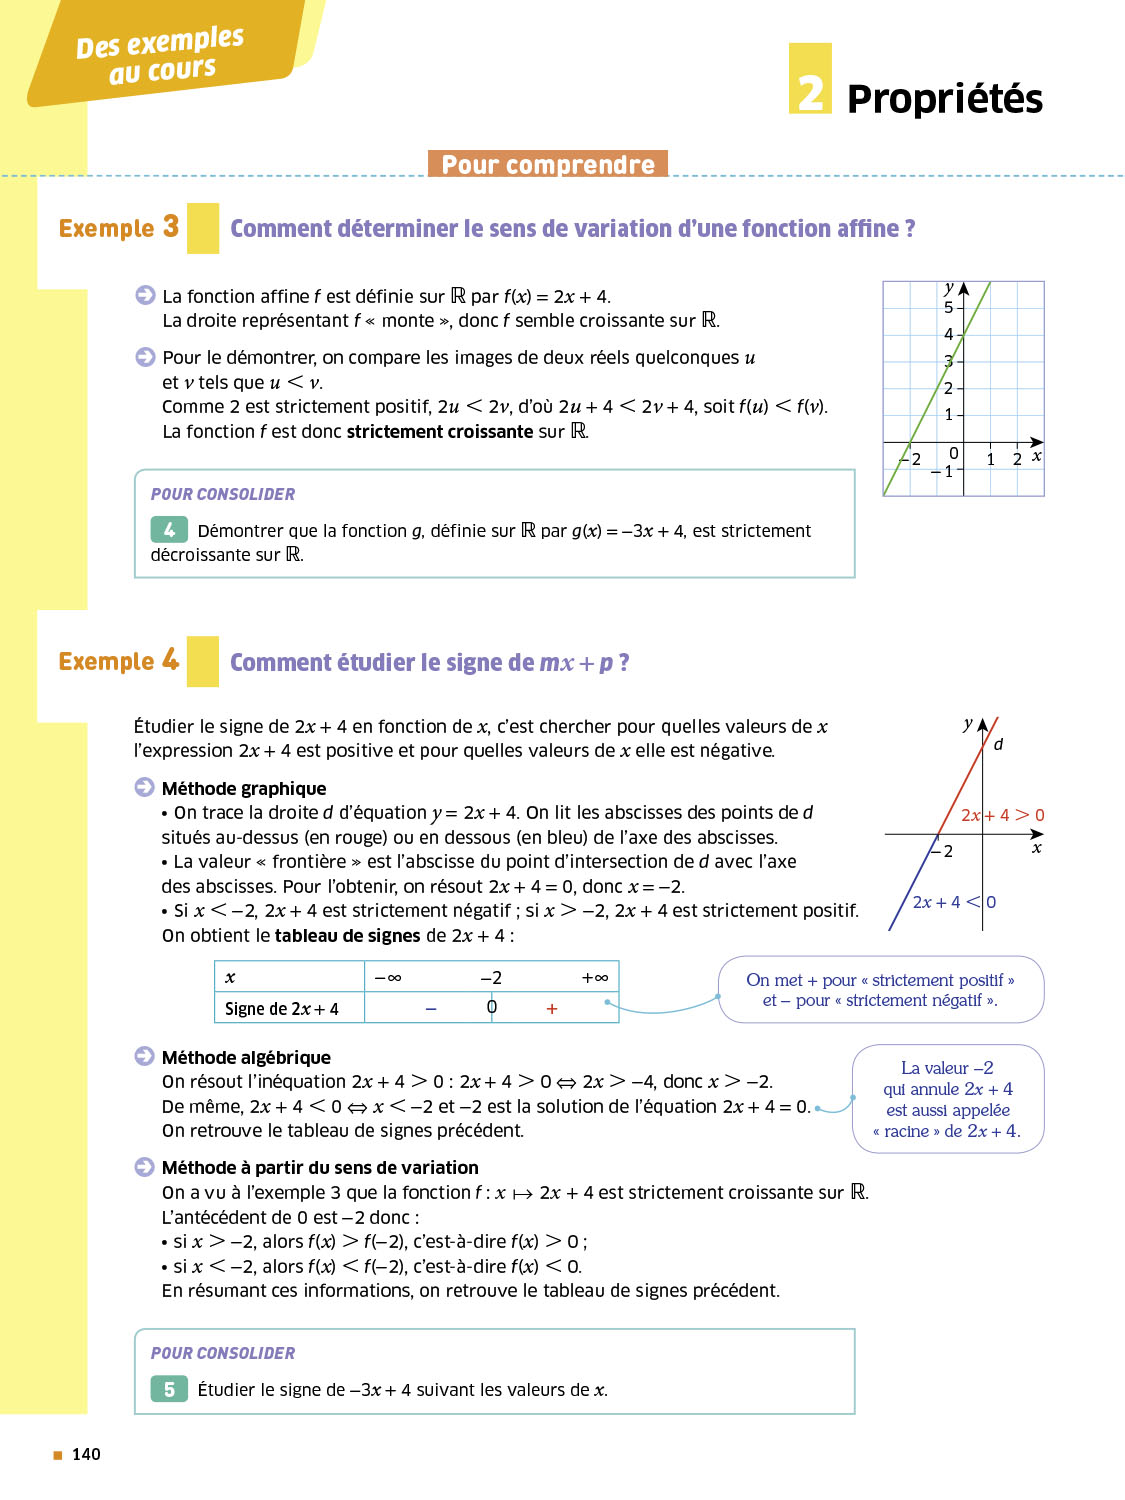 Des exemples
au cours
2 Propriétés
Pour comprendre
Exemple 3 Comment déterminer le sens de variation d’une fonction affine ?
La fonction affine f est définie sur ℝ par f(x) = 2x + 4.
La droite représentant f « monte », donc f semble croissante sur ℝ.
Pour le démontrer, on compare les images de deux réels quelconques u
et v tels que u < v.
Comme 2 est strictement positif, 2u < 2v, d’où 2u + 4 < 2v + 4, soit f(u) < f(v).
La fonction f est donc strictement croissante sur ℝ.
y
5
4
3
2
1
–2 0 1 2 x
–1
POUR CONSOLIDER
4 Démontrer que la fonction g, définie sur ℝ par g(x) = –3x + 4, est strictement
décroissante sur ℝ.
Exemple 4 Comment étudier le signe de mx + p ?
Étudier le signe de 2x + 4 en fonction de x, c’est chercher pour quelles valeurs de x
l’expression 2x + 4 est positive et pour quelles valeurs de x elle est négative.
Méthode graphique
• On trace la droite d d’équation y = 2x + 4. On lit les abscisses des points de d
situés au-dessus (en rouge) ou en dessous (en bleu) de l’axe des abscisses.
• La valeur « frontière » est l’abscisse du point d’intersection de d avec l’axe
des abscisses. Pour l’obtenir, on résout 2x + 4 = 0, donc x = –2.
• Si x < –2, 2x + 4 est strictement négatif ; si x > –2, 2x + 4 est strictement positif.
On obtient le tableau de signes de 2x + 4 :
y
d
2x + 4 > 0
–2 x
2x + 4 < 0
x –∞ –2 +∞
Signe de 2x + 4 – 0 +
On met + pour « strictement positif »
et – pour « strictement négatif ».
Méthode algébrique
On résout l’inéquation 2x + 4 > 0 : 2x + 4 > 0 ⇔ 2x > –4, donc x > –2.
De même, 2x + 4 < 0 ⇔ x < –2 et –2 est la solution de l’équation 2x + 4 = 0.
On retrouve le tableau de signes précédent.
La valeur –2
qui annule 2x + 4
est aussi appelée
« racine » de 2x + 4.
Méthode à partir du sens de variation
On a vu à l’exemple 3 que la fonction f : x ↦ 2x + 4 est strictement croissante sur ℝ.
L’antécédent de 0 est –2 donc :
• si x > –2, alors f(x) > f(–2), c’est-à-dire f(x) > 0 ;
• si x < –2, alors f(x) < f(–2), c’est-à-dire f(x) < 0.
En résumant ces informations, on retrouve le tableau de signes précédent.
POUR CONSOLIDER
5 Étudier le signe de –3x + 4 suivant les valeurs de x.
140